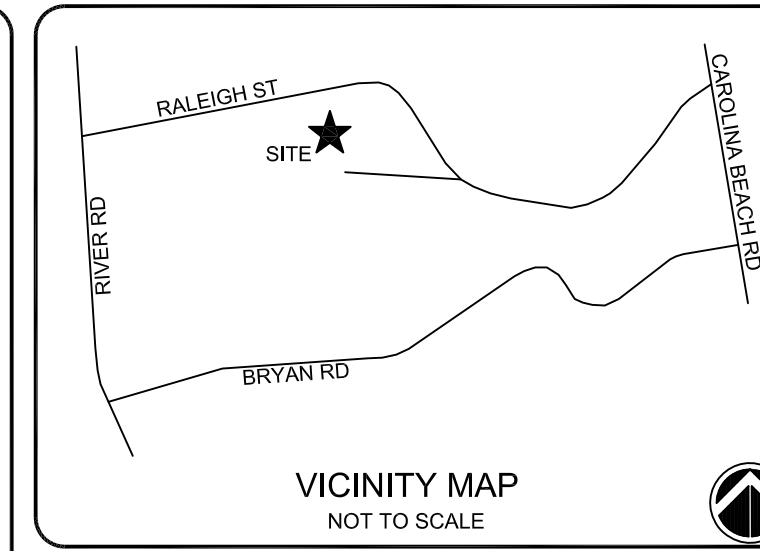 RALEIGH ST
CAROLINA BEACH RD
SITE
RIVER RD
BRYAN RD
VICINITY MAP
NOT TO SCALE